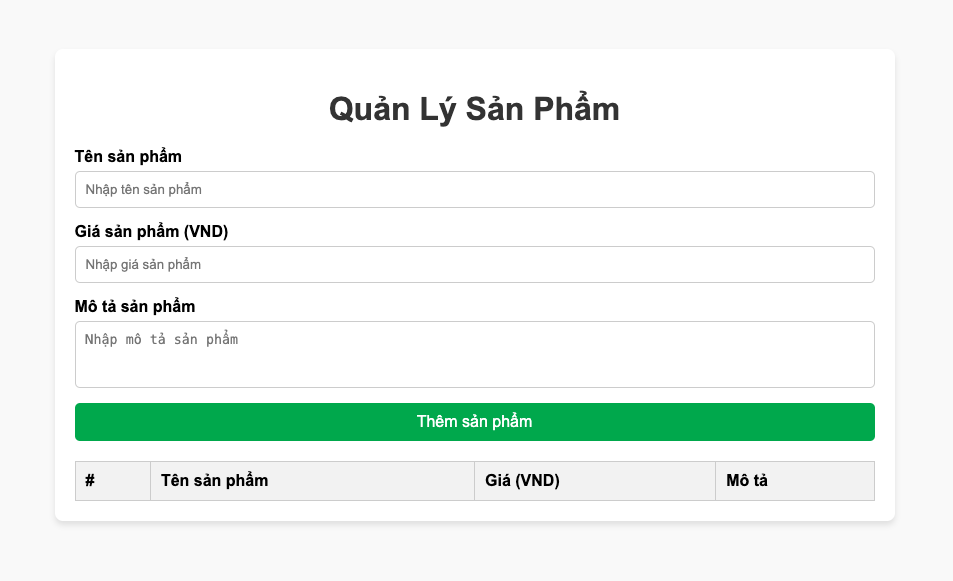 Quản Lý Sản Phẩm
Tên sản phẩm
Nhập tên sản phẩm
Giá sản phẩm (VND)
Nhập giá sản phẩm
Mô tả sản phẩm
Nhập mô tả sản phẩm
Thêm sản phẩm
# Tên sản phẩm Giá (VND) Mô tả